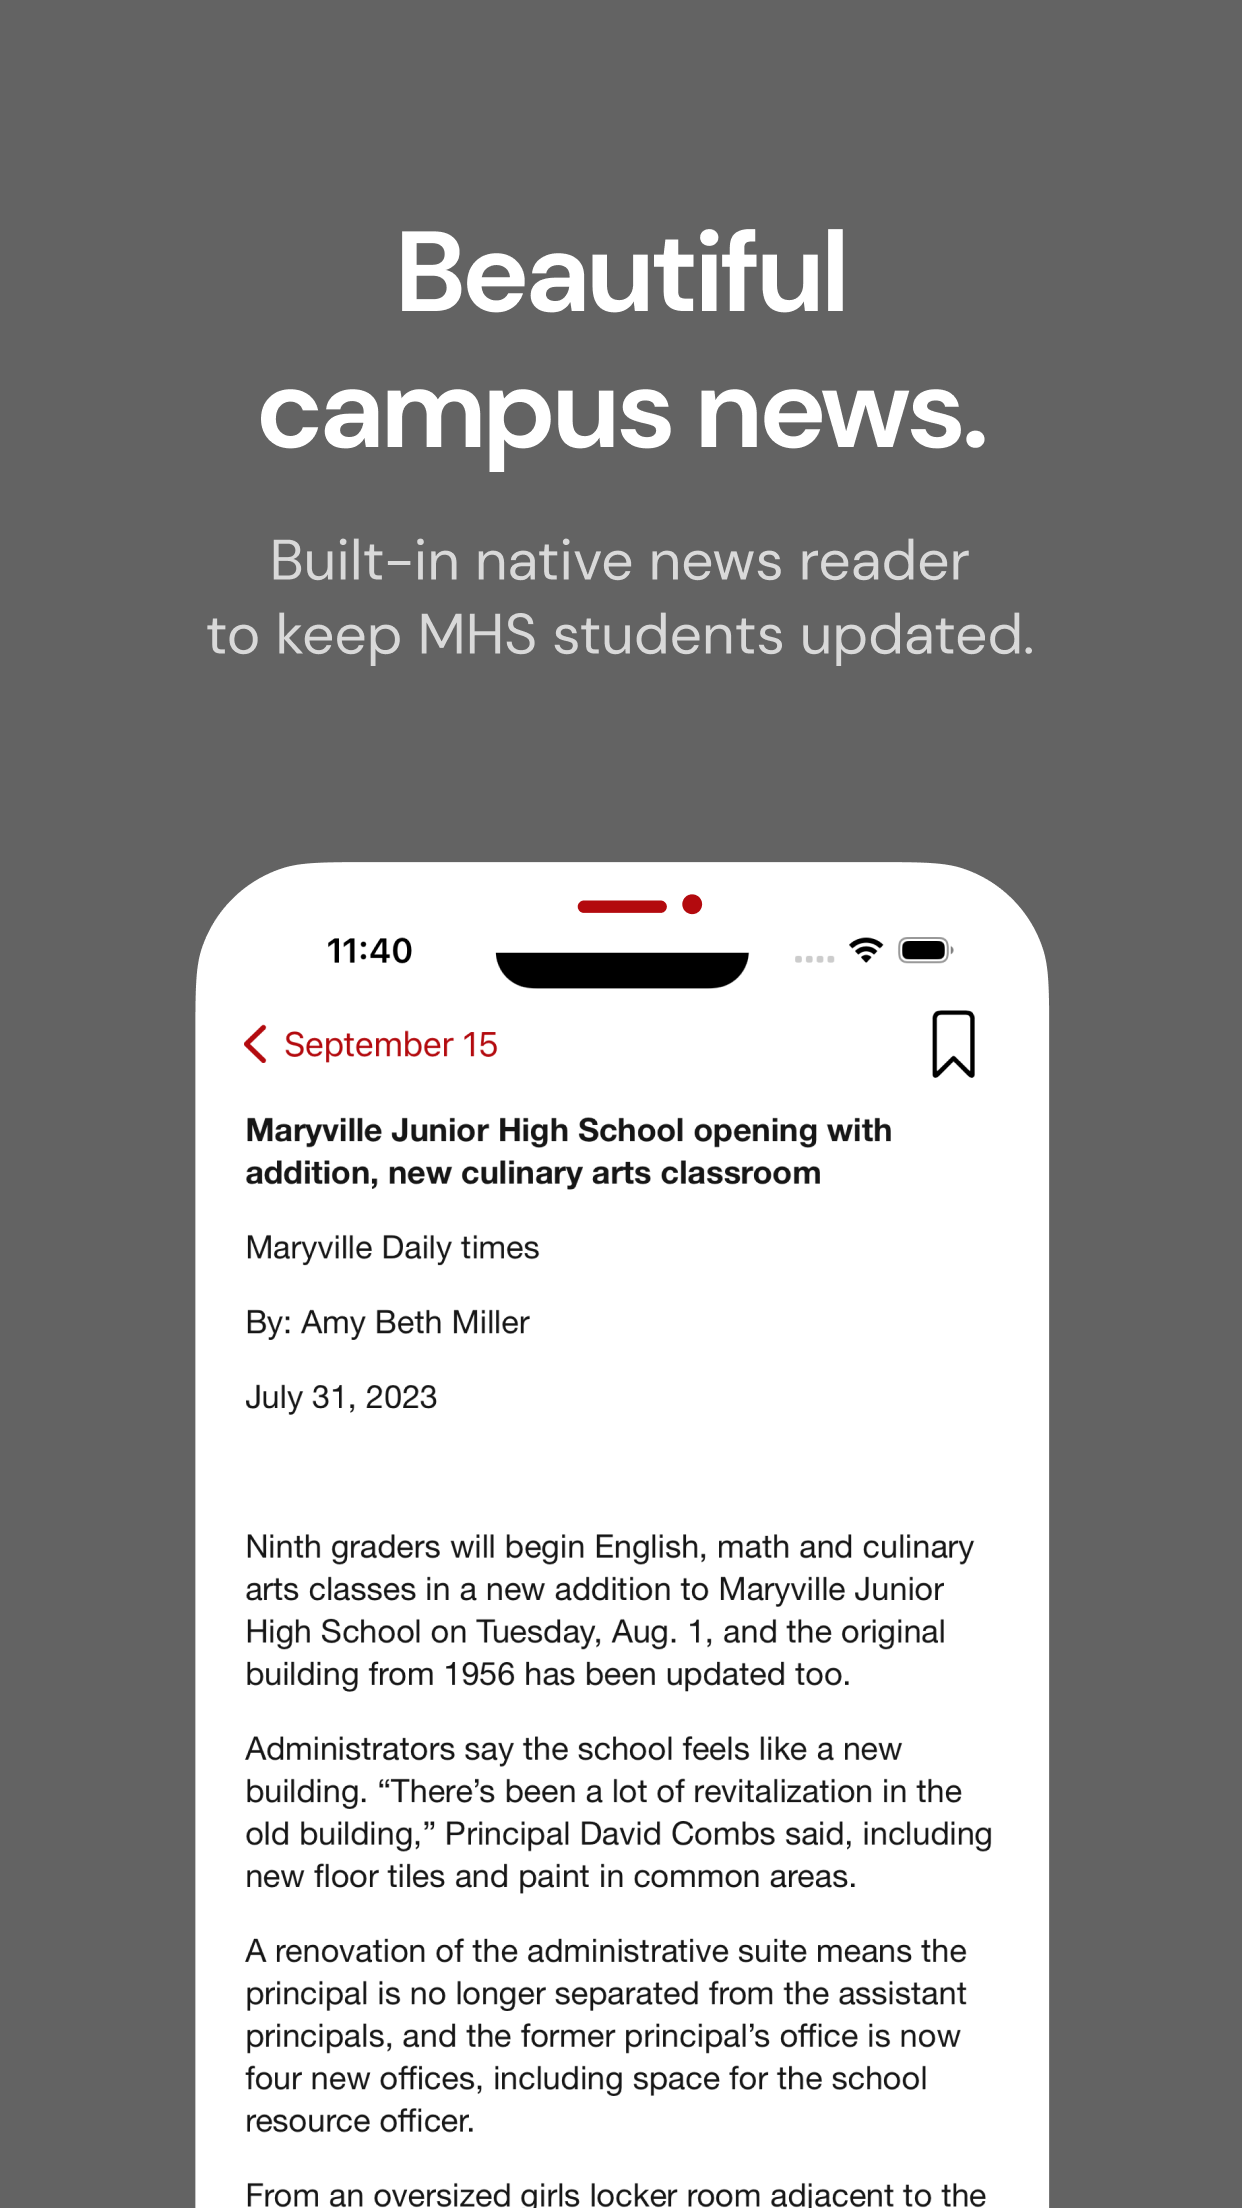 Beautiful
campus news.
Built-in native news reader
to keep MHS students updated.
11:40
September 15
Maryville Junior High School opening with
addition, new culinary arts classroom
Maryville Daily times
By: Amy Beth Miller
July 31, 2023
Ninth graders will begin English, math and culinary
arts classes in a new addition to Maryville Junior
High School on Tuesday, Aug. 1, and the original
building from 1956 has been updated too.
Administrators say the school feels like a new
building. “There’s been a lot of revitalization in the
old building,” Principal David Combs said, including
new floor tiles and paint in common areas.
A renovation of the administrative suite means the
principal is no longer separated from the assistant
principals, and the former principal’s office is now
four new offices, including space for the school
resource officer.
From an oversized girls locker room adjacent to the